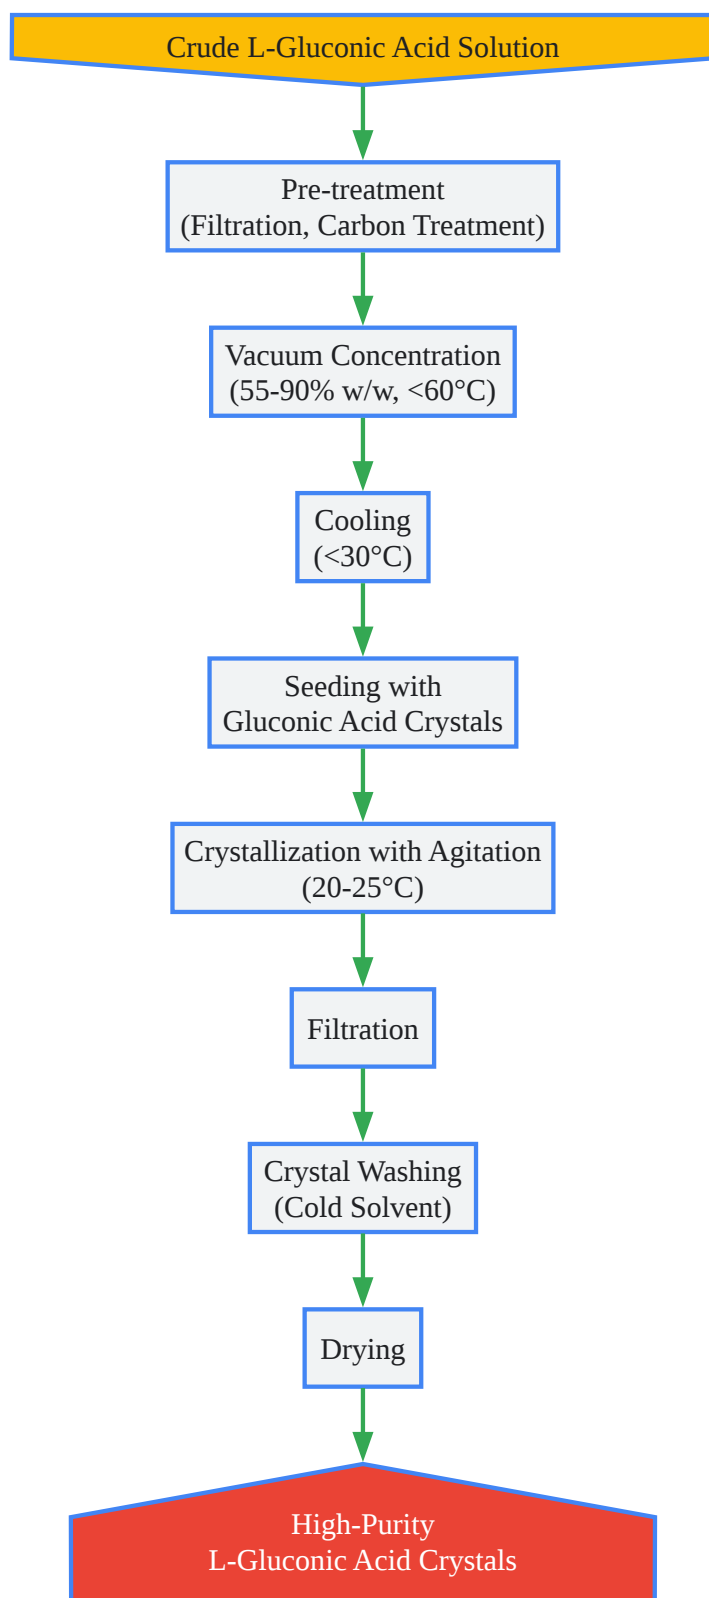 Crude L-Gluconic Acid Solution
Pre-treatment
(Filtration, Carbon Treatment)
Vacuum Concentration
(55-90% w/w, <60°C)
Cooling
(<30°C)
Seeding with
Gluconic Acid Crystals
Crystallization with Agitation
(20-25°C)
Filtration
Crystal Washing
(Cold Solvent)
Drying
High-Purity
L-Gluconic Acid Crystals